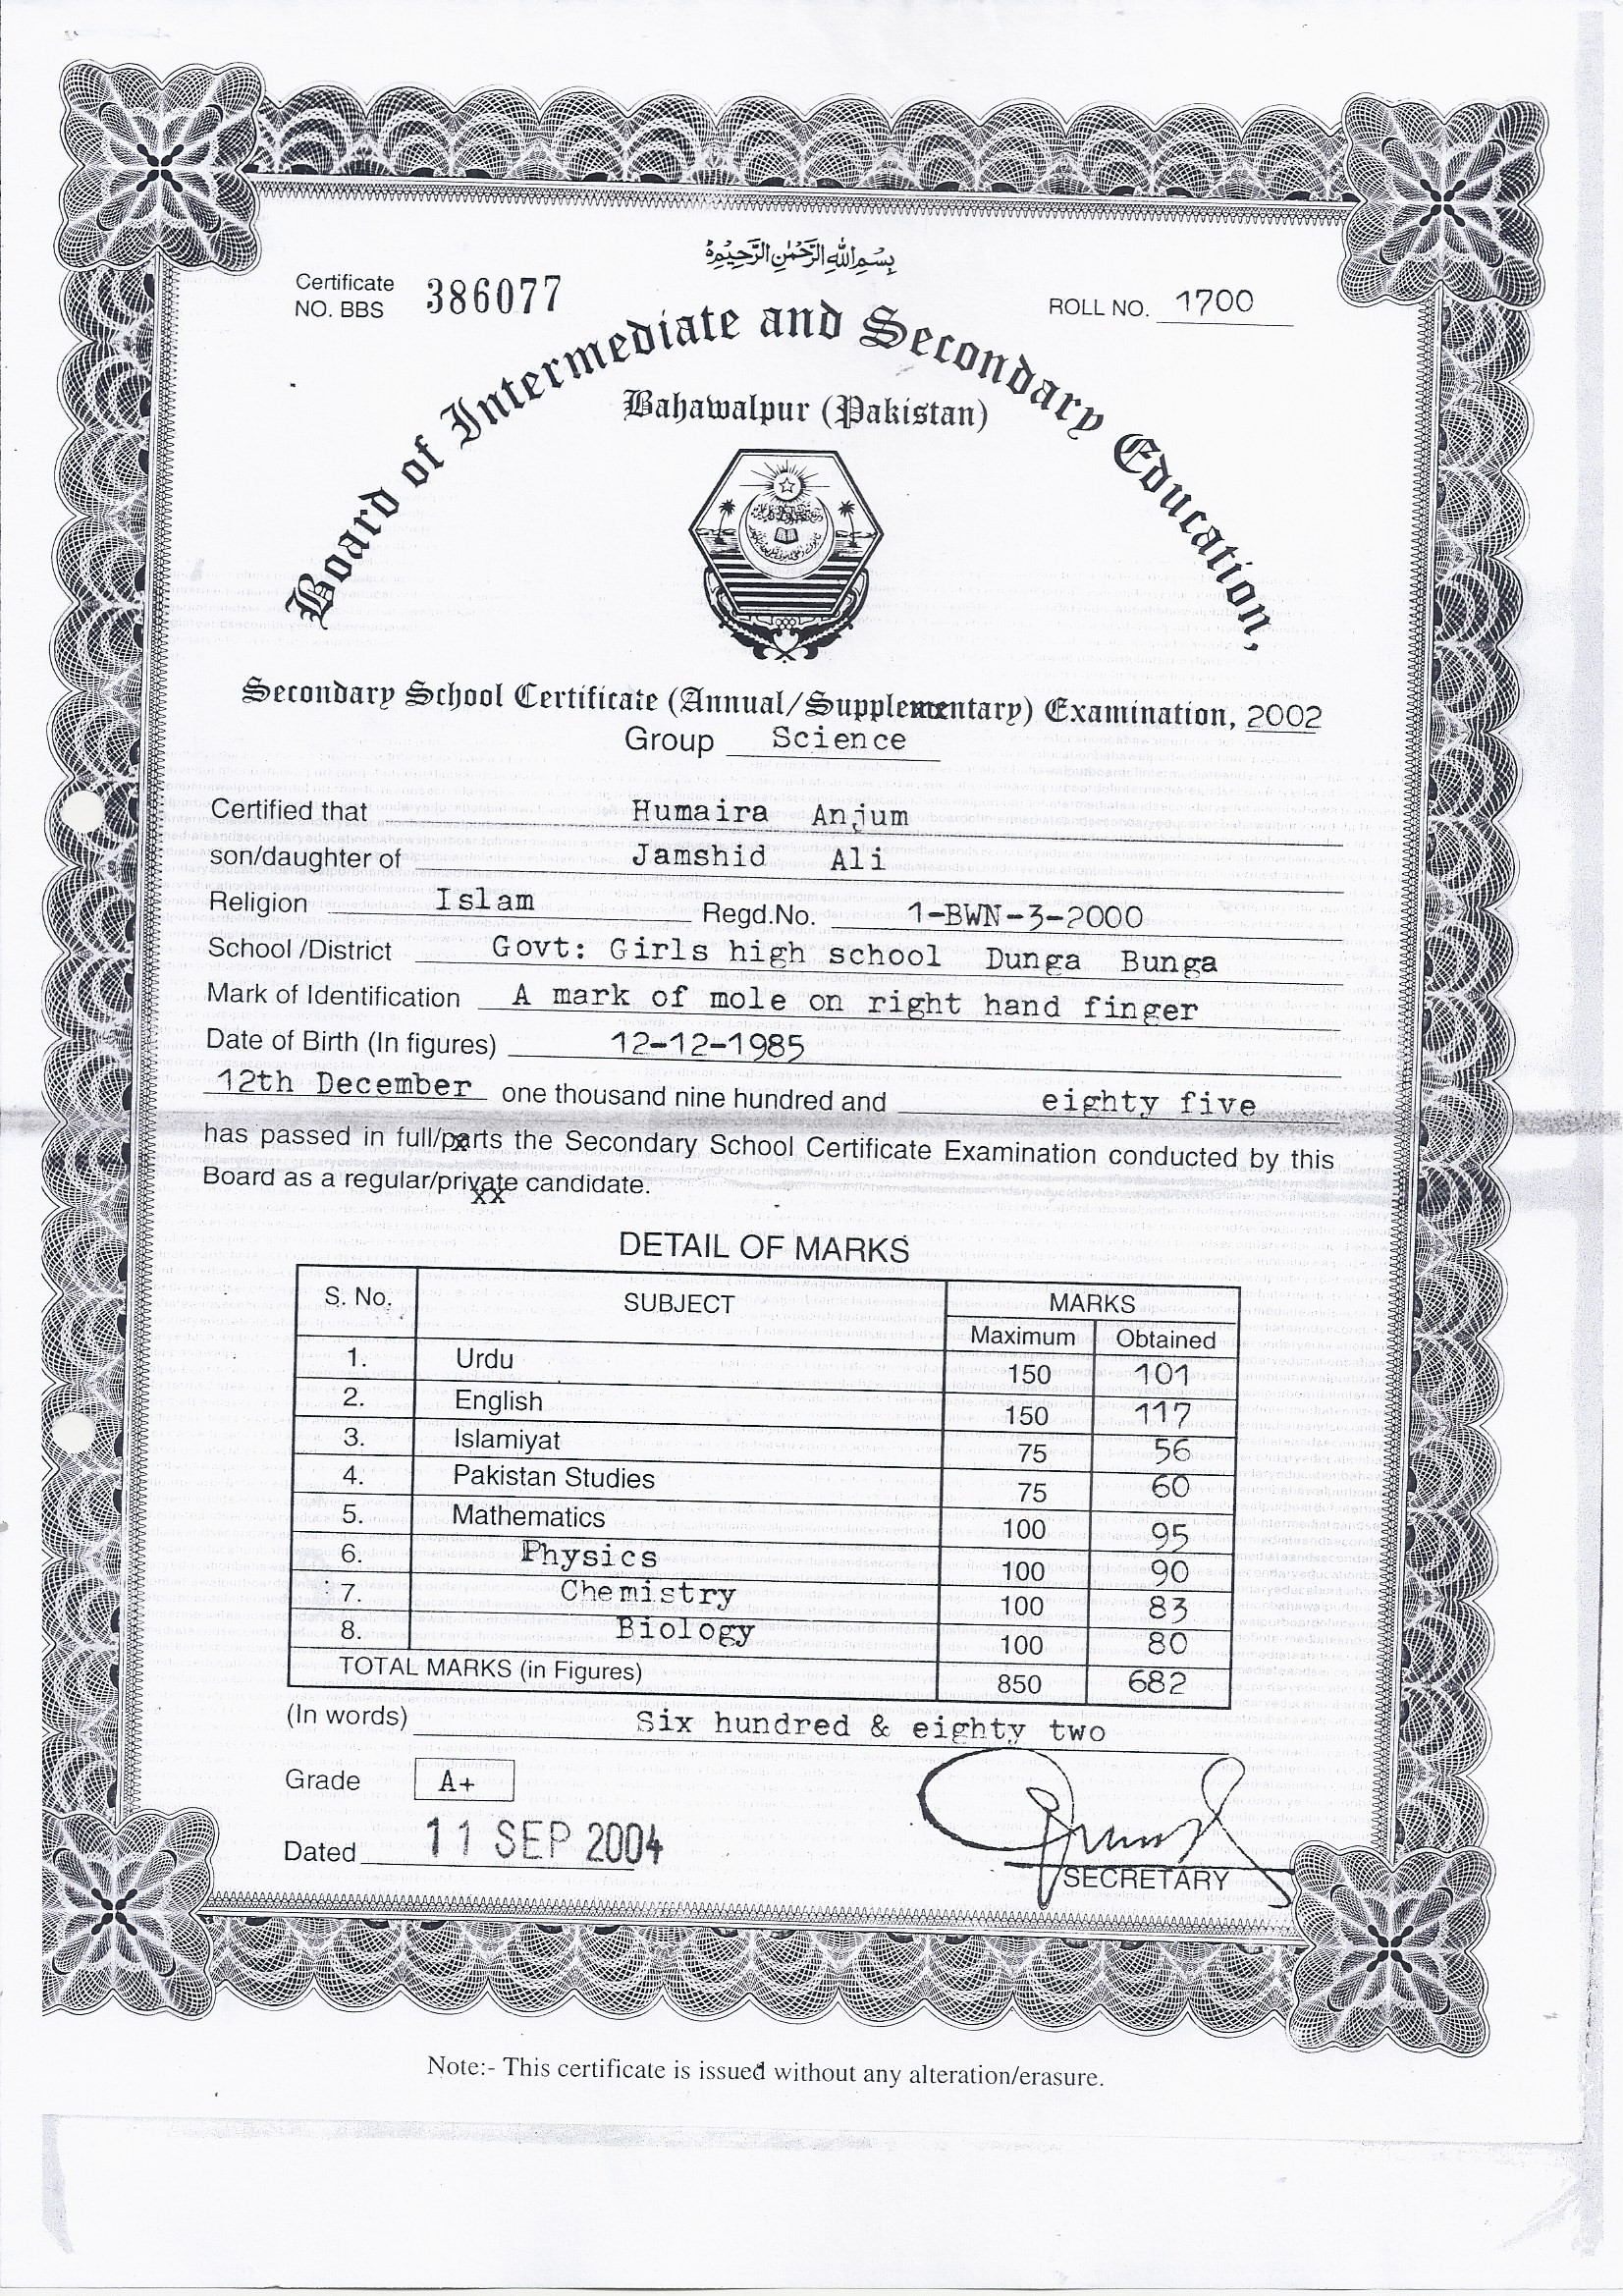 بِسْمِ اللهِ الرَّحْمٰنِ الرَّحِيْمِ
Certificate
NO. BBS 386077
ROLL NO. 1700
Board of Intermediate and Secondary Education,
Bahawalpur (Pakistan)
Secondary School Certificate (Annual/Supplementary) Examination, 2002
Group Science
Certified that Humaira Anjum
son/daughter of Jamshid Ali
Religion Islam Regd.No. 1-BWN-3-2000
School /District Govt: Girls high school Dunga Bunga
Mark of Identification A mark of mole on right hand finger
Date of Birth (In figures) 12-12-1985
12th December one thousand nine hundred and eighty five
has passed in full/parts the Secondary School Certificate Examination conducted by this
Board as a regular/private candidate.
xx
DETAIL OF MARKS
S. No. SUBJECT MARKS
Maximum Obtained
1. Urdu 150 101
2. English 150 117
3. Islamiyat 75 56
4. Pakistan Studies 75 60
5. Mathematics 100 95
6. Physics 100 90
7. Chemistry 100 83
8. Biology 100 80
TOTAL MARKS (in Figures) 850 682
(In words) Six hundred & eighty two
Grade A+
Dated 11 SEP 2004
SECRETARY
Note:- This certificate is issued without any alteration/erasure.